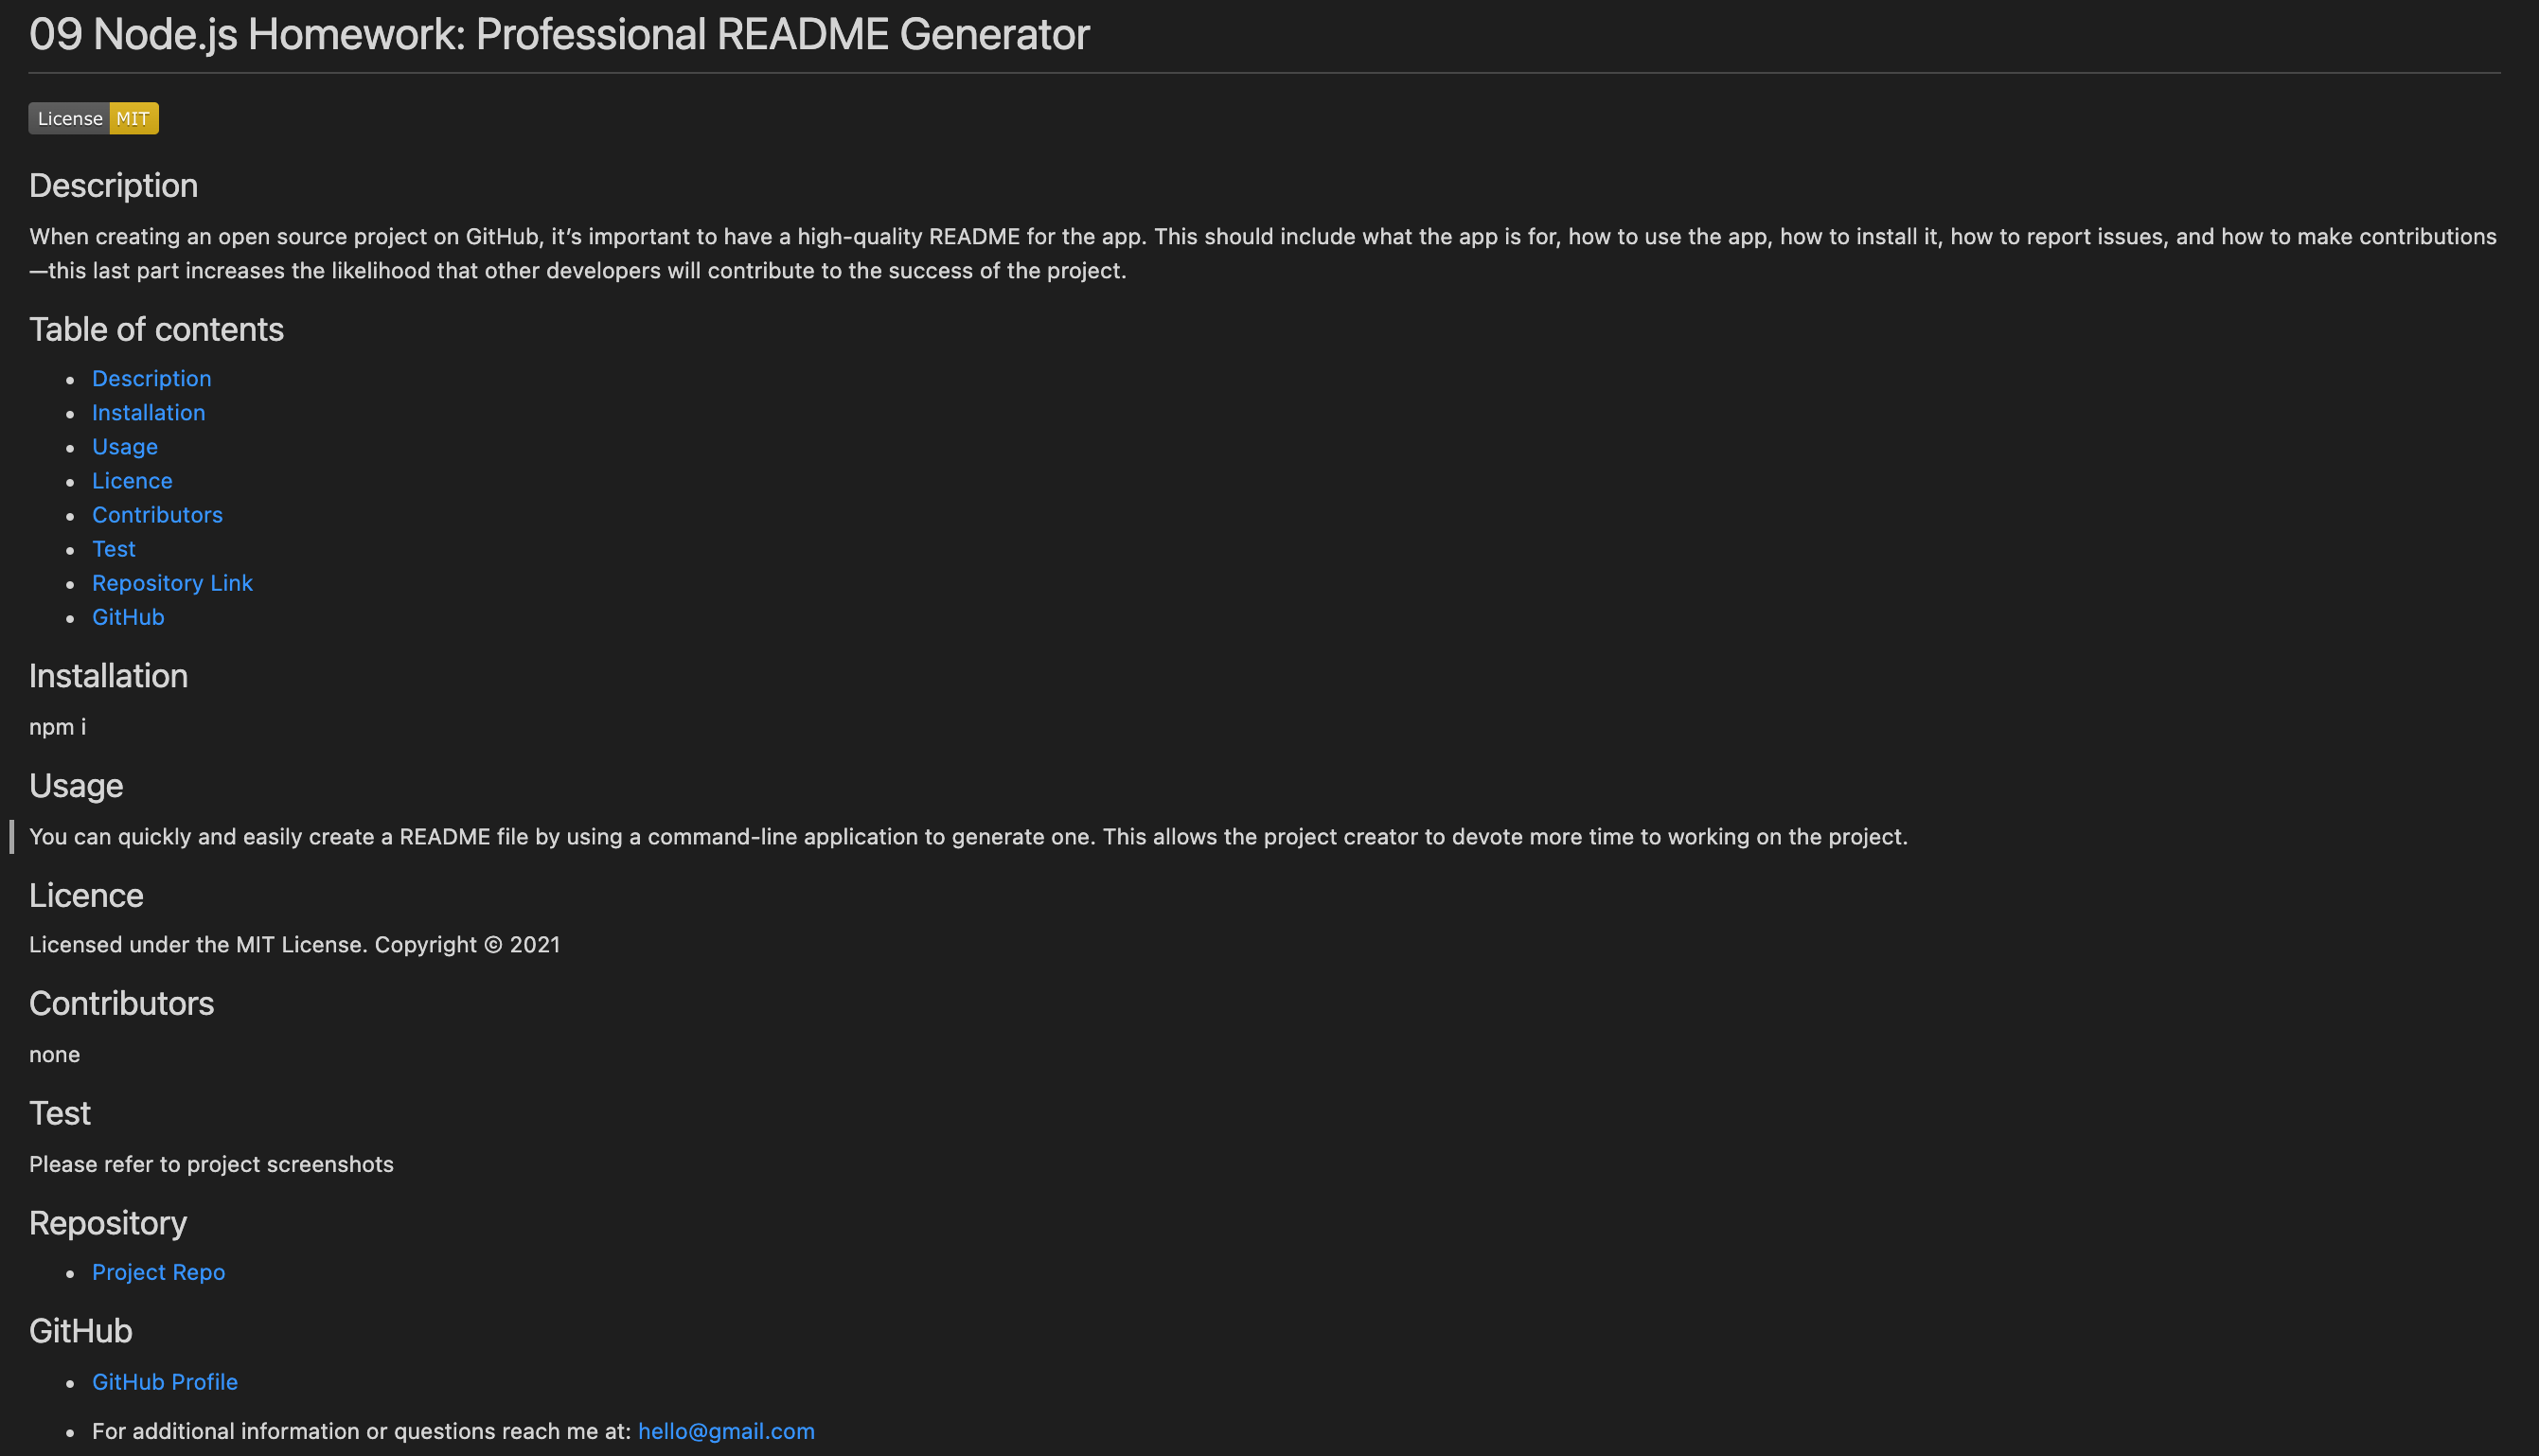 09 Node.js Homework: Professional README Generator
License MIT
Description
When creating an open source project on GitHub, it’s important to have a high-quality README for the app. This should include what the app is for, how to use the app, how to install it, how to report issues, and how to make contributions
—this last part increases the likelihood that other developers will contribute to the success of the project.
Table of contents
• Description
• Installation
• Usage
• Licence
• Contributors
• Test
• Repository Link
• GitHub
Installation
npm i
Usage
You can quickly and easily create a README file by using a command-line application to generate one. This allows the project creator to devote more time to working on the project.
Licence
Licensed under the MIT License. Copyright © 2021
Contributors
none
Test
Please refer to project screenshots
Repository
• Project Repo
GitHub
• GitHub Profile
• For additional information or questions reach me at: hello@gmail.com